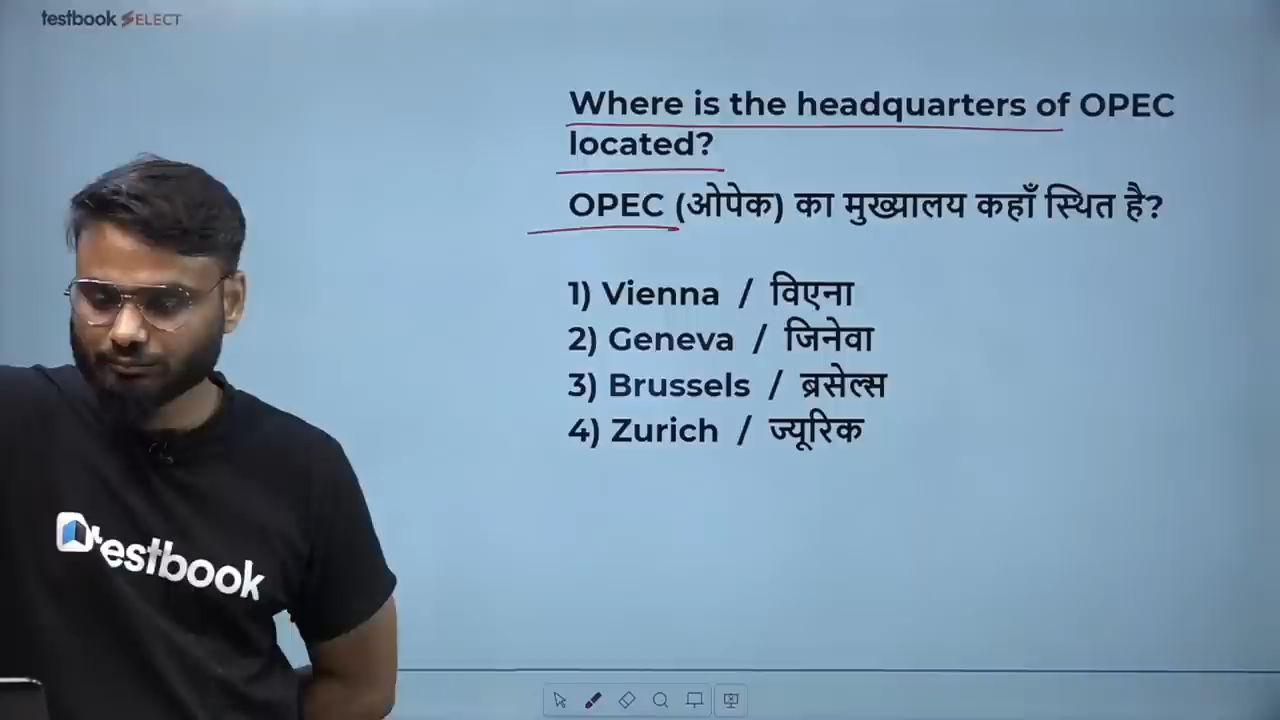 testbook SELECT
Where is the headquarters of OPEC
located?
OPEC (ओपेक) का मुख्यालय कहाँ स्थित है?
1) Vienna / विएना
2) Geneva / जिनेवा
3) Brussels / ब्रसेल्स
4) Zurich / ज्यूरिक
testbook